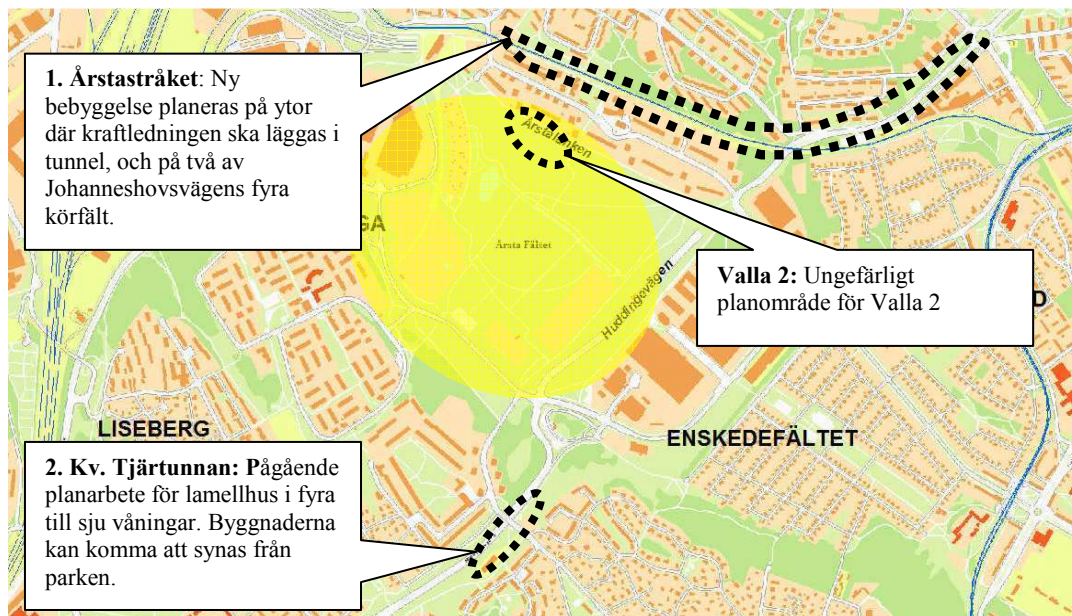 1. Årstastråket: Ny
bebyggelse planeras på ytor
där kraftledningen ska läggas i
tunnel, och på två av
Johanneshovsvägens fyra
körfält.
Årstalänken
GA
Årsta Fältet
Huddingevägen
Valla 2: Ungefärligt
planområde för Valla 2
D
LISEBERG
ENSKEDEFÄLTET
2. Kv. Tjärtunnan: Pågående
planarbete för lamellhus i fyra
till sju våningar. Byggnaderna
kan komma att synas från
parken.